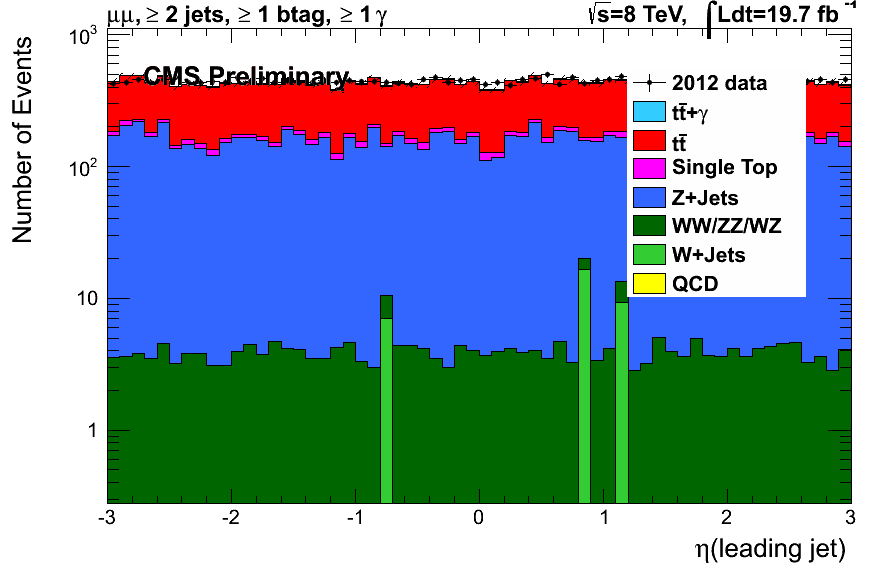 μμ, ≥ 2 jets, ≥ 1 btag, ≥ 1 γ
√s=8 TeV, ∫Ldt=19.7 fb⁻¹
CMS Preliminary
Number of Events
10³
10²
10
1
2012 data
tt̄+γ
tt̄
Single Top
Z+Jets
WW/ZZ/WZ
W+Jets
QCD
-3 -2 -1 0 1 2 3
η(leading jet)